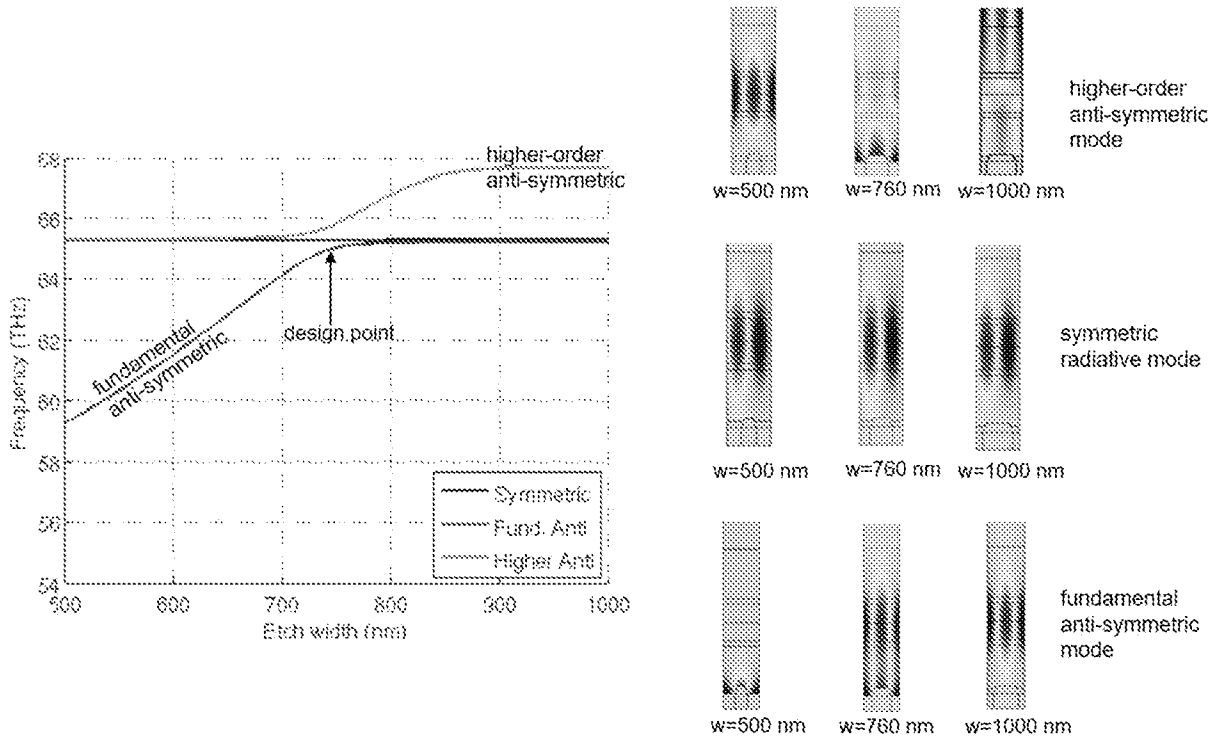 68
66
64
62
60
58
56
54
Frequency (THz)
500
600
700
800
900
1000
Etch width (nm)
higher-order
anti-symmetric
fundamental
anti-symmetric
design point
Symmetric
Fund. Anti
Higher Anti
w=500 nm
w=760 nm
w=1000 nm
higher-order
anti-symmetric
mode
w=500 nm
w=760 nm
w=1000 nm
symmetric
radiative mode
w=500 nm
w=760 nm
w=1000 nm
fundamental
anti-symmetric
mode